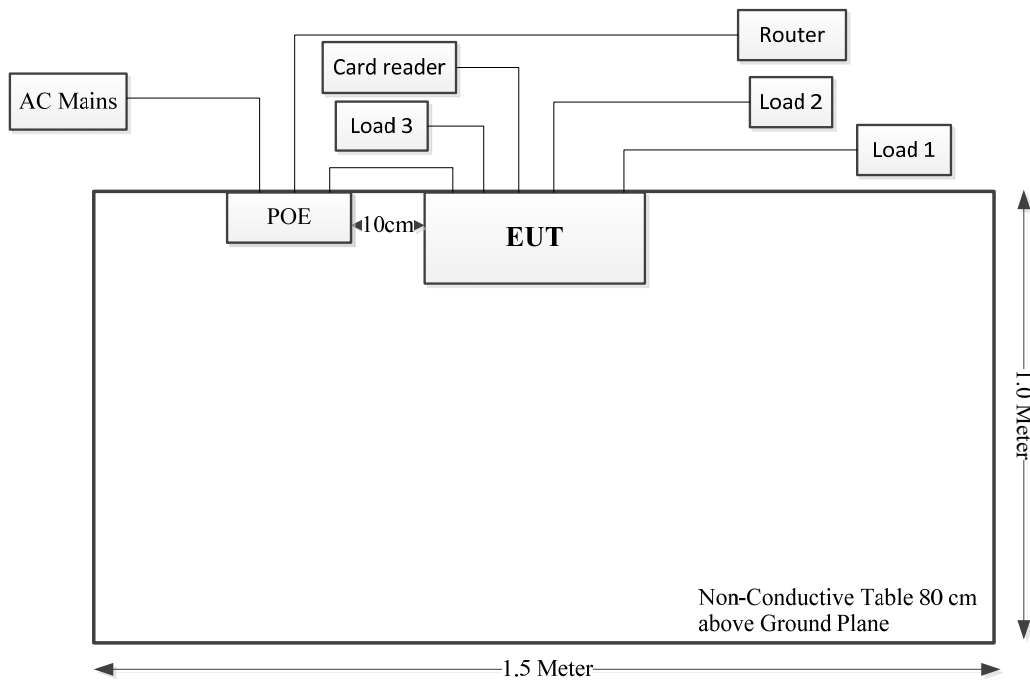 Router
Card reader
AC Mains
Load 2
Load 3
Load 1
POE
10cm
EUT
1.0 Meter
Non-Conductive Table 80 cm
above Ground Plane
1.5 Meter